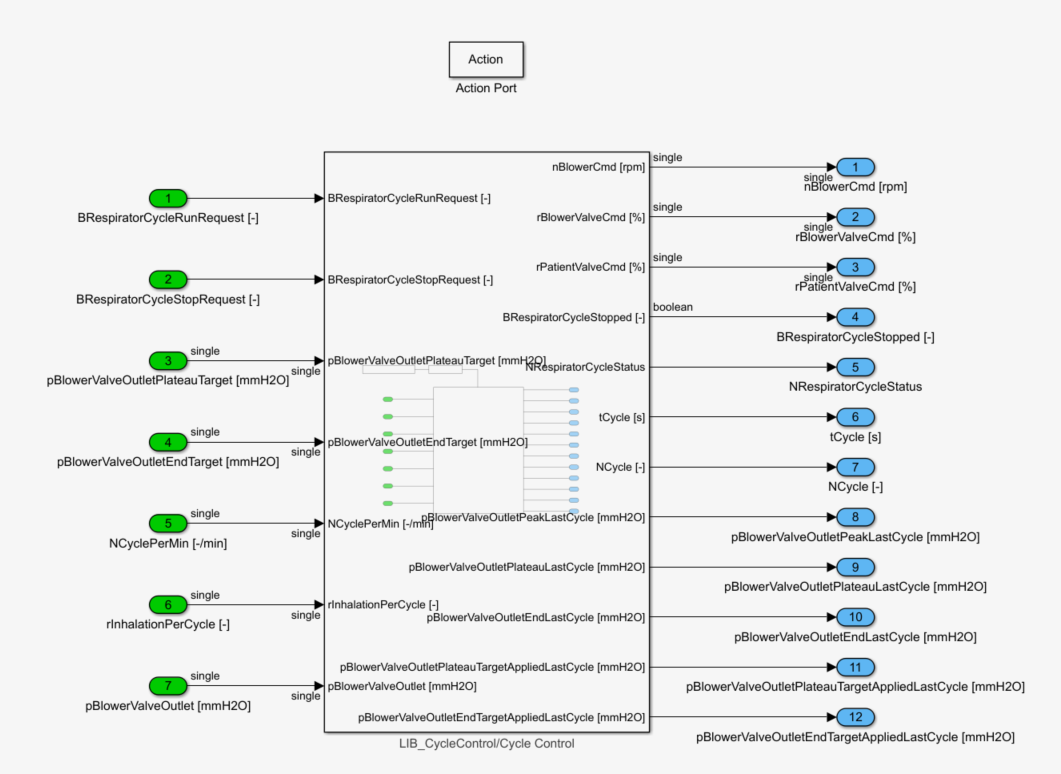 Action
Action Port
1
BRespiratorCycleRunRequest [-]
2
BRespiratorCycleStopRequest [-]
single
3
single
pBlowerValveOutletPlateauTarget [mmH2O]
single
4
single
pBlowerValveOutletEndTarget [mmH2O]
single
5
single
NCyclePerMin [-/min]
single
6
single
rInhalationPerCycle [-]
single
7
single
pBlowerValveOutlet [mmH2O]
BRespiratorCycleRunRequest [-]
BRespiratorCycleStopRequest [-]
pBlowerValveOutletPlateauTarget [mmH2O]
pBlowerValveOutletEndTarget [mmH2O]
NCyclePerMin [-/min]
rInhalationPerCycle [-]
pBlowerValveOutlet [mmH2O]
nBlowerCmd [rpm]
rBlowerValveCmd [%]
rPatientValveCmd [%]
BRespiratorCycleStopped [-]
NRespiratorCycleStatus
tCycle [s]
NCycle [-]
pBlowerValveOutletPeakLastCycle [mmH2O]
pBlowerValveOutletPlateauLastCycle [mmH2O]
pBlowerValveOutletEndLastCycle [mmH2O]
pBlowerValveOutletPlateauTargetAppliedLastCycle [mmH2O]
pBlowerValveOutletEndTargetAppliedLastCycle [mmH2O]
LIB_CycleControl/Cycle Control
single
1
single
nBlowerCmd [rpm]
single
2
single
rBlowerValveCmd [%]
single
3
single
rPatientValveCmd [%]
boolean
4
BRespiratorCycleStopped [-]
5
NRespiratorCycleStatus
6
tCycle [s]
7
NCycle [-]
8
pBlowerValveOutletPeakLastCycle [mmH2O]
9
pBlowerValveOutletPlateauLastCycle [mmH2O]
10
pBlowerValveOutletEndLastCycle [mmH2O]
11
pBlowerValveOutletPlateauTargetAppliedLastCycle [mmH2O]
12
pBlowerValveOutletEndTargetAppliedLastCycle [mmH2O]